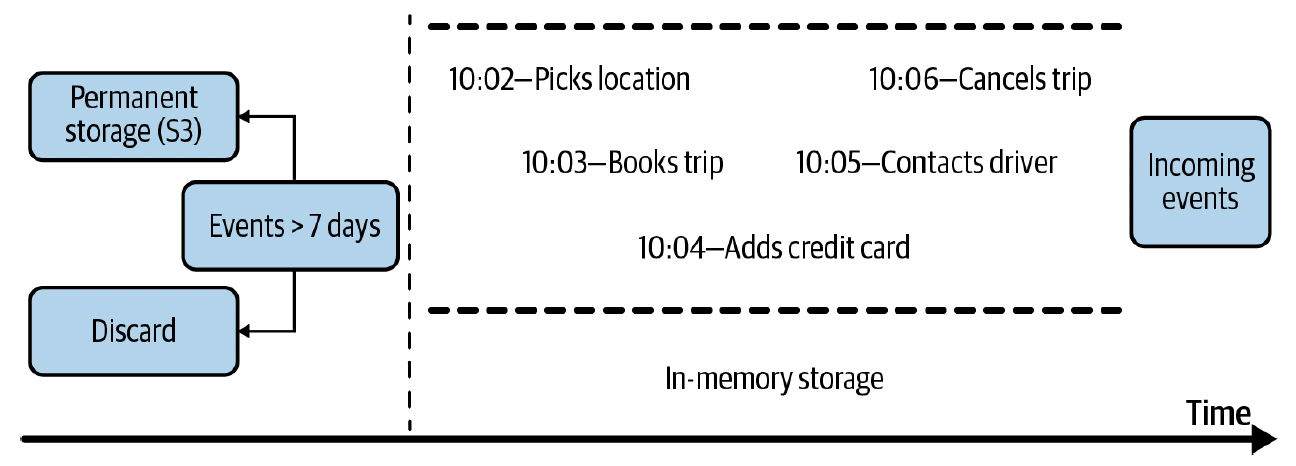 Permanent
storage (S3)
Events > 7 days
Discard
10:02—Picks location
10:06—Cancels trip
10:03—Books trip
10:05—Contacts driver
10:04—Adds credit card
Incoming
events
In-memory storage
Time